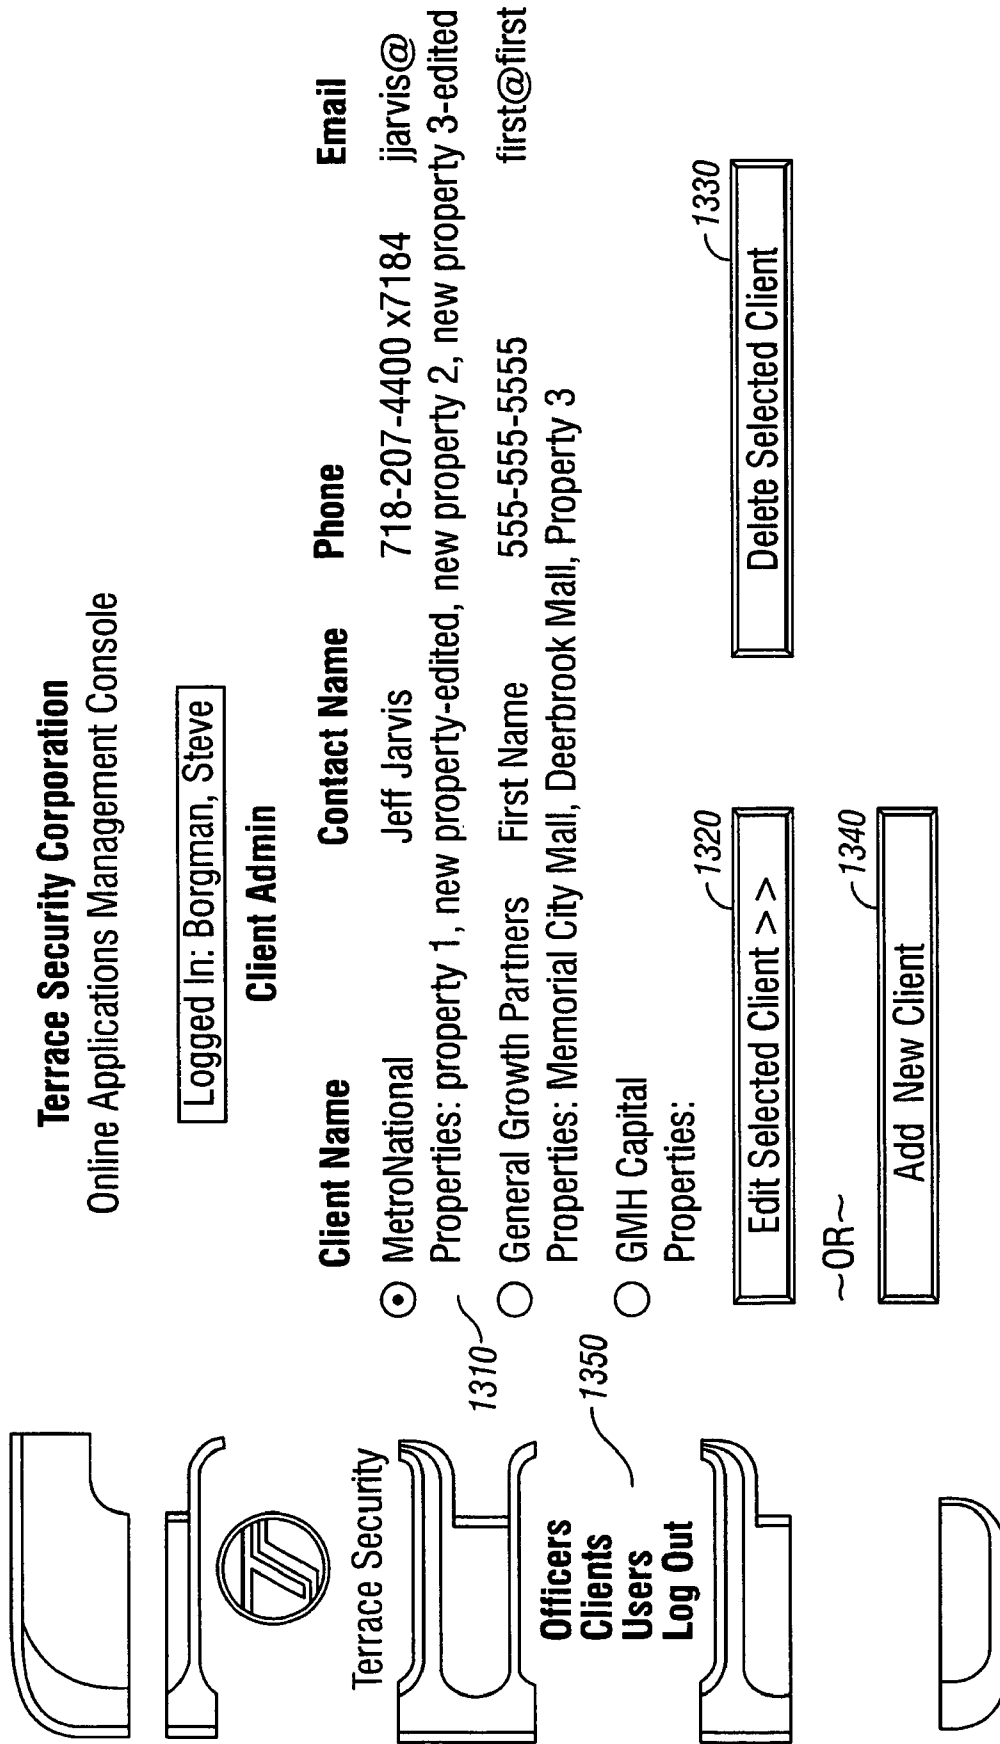 Terrace Security Corporation
Online Applications Management Console
Logged In: Borgman, Steve
Client Admin
Client Name Contact Name Phone Email
MetroNational Jeff Jarvis 718-207-4400 x7184 jjarvis@
Properties: property 1, new property-edited, new property 2, new property 3-edited
1310
General Growth Partners First Name 555-555-5555 first@first
Properties: Memorial City Mall, Deerbrook Mall, Property 3
GMH Capital
Properties:
1320
Edit Selected Client >>
1330
Delete Selected Client
~OR~
1340
Add New Client
TS
Terrace Security
1350
Officers
Clients
Users
Log Out